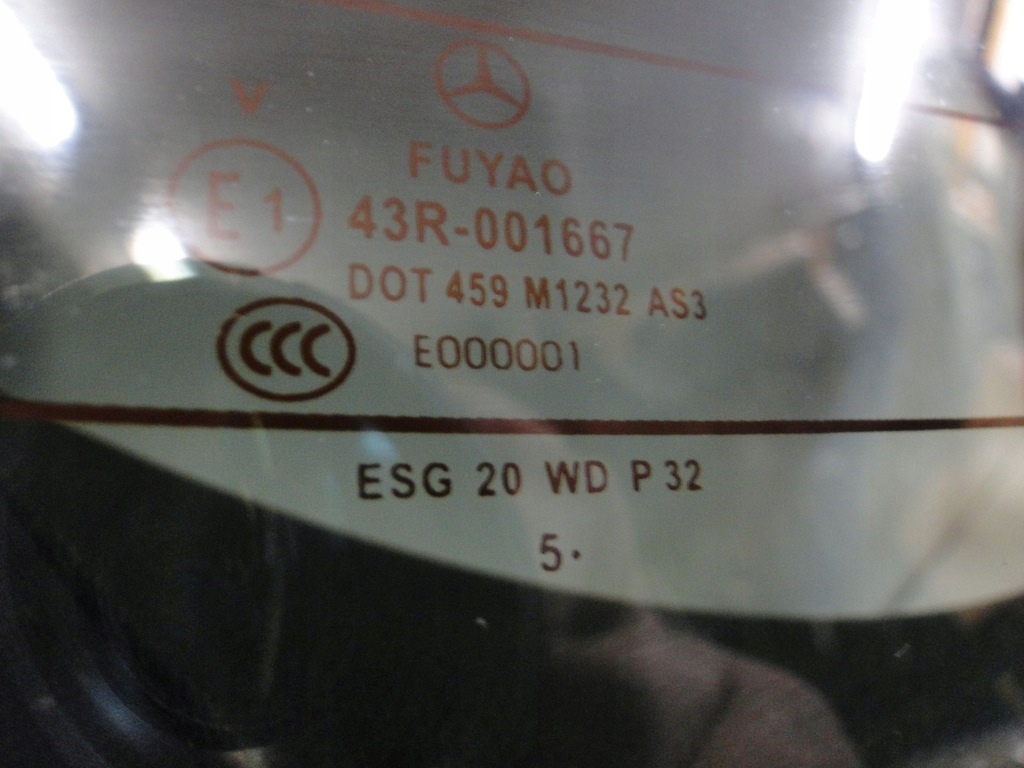 V
FUYAO
E1
43R-001667
DOT 459 M1232 AS3
CCC
E000001
ESG 20 WD P 32
5·